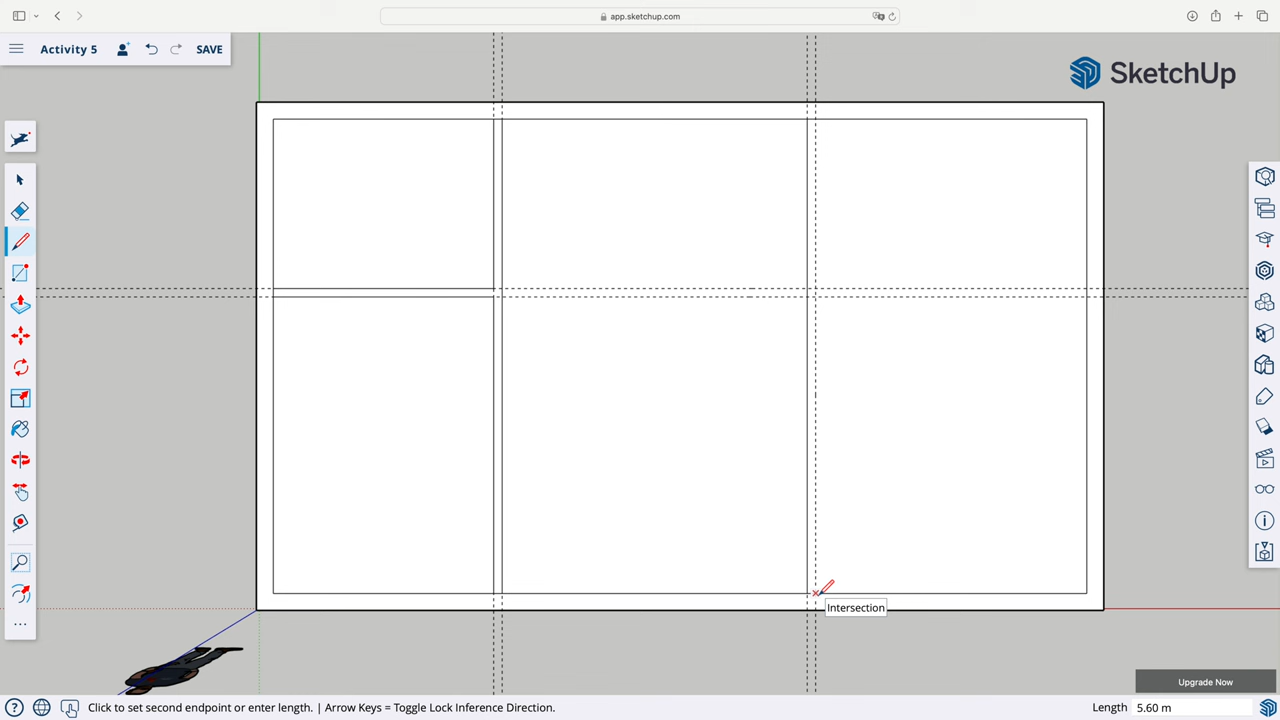 app.sketchup.com
Activity 5
SAVE
SketchUp
Intersection
Upgrade Now
Click to set second endpoint or enter length. | Arrow Keys = Toggle Lock Inference Direction.
Length 5.60 m